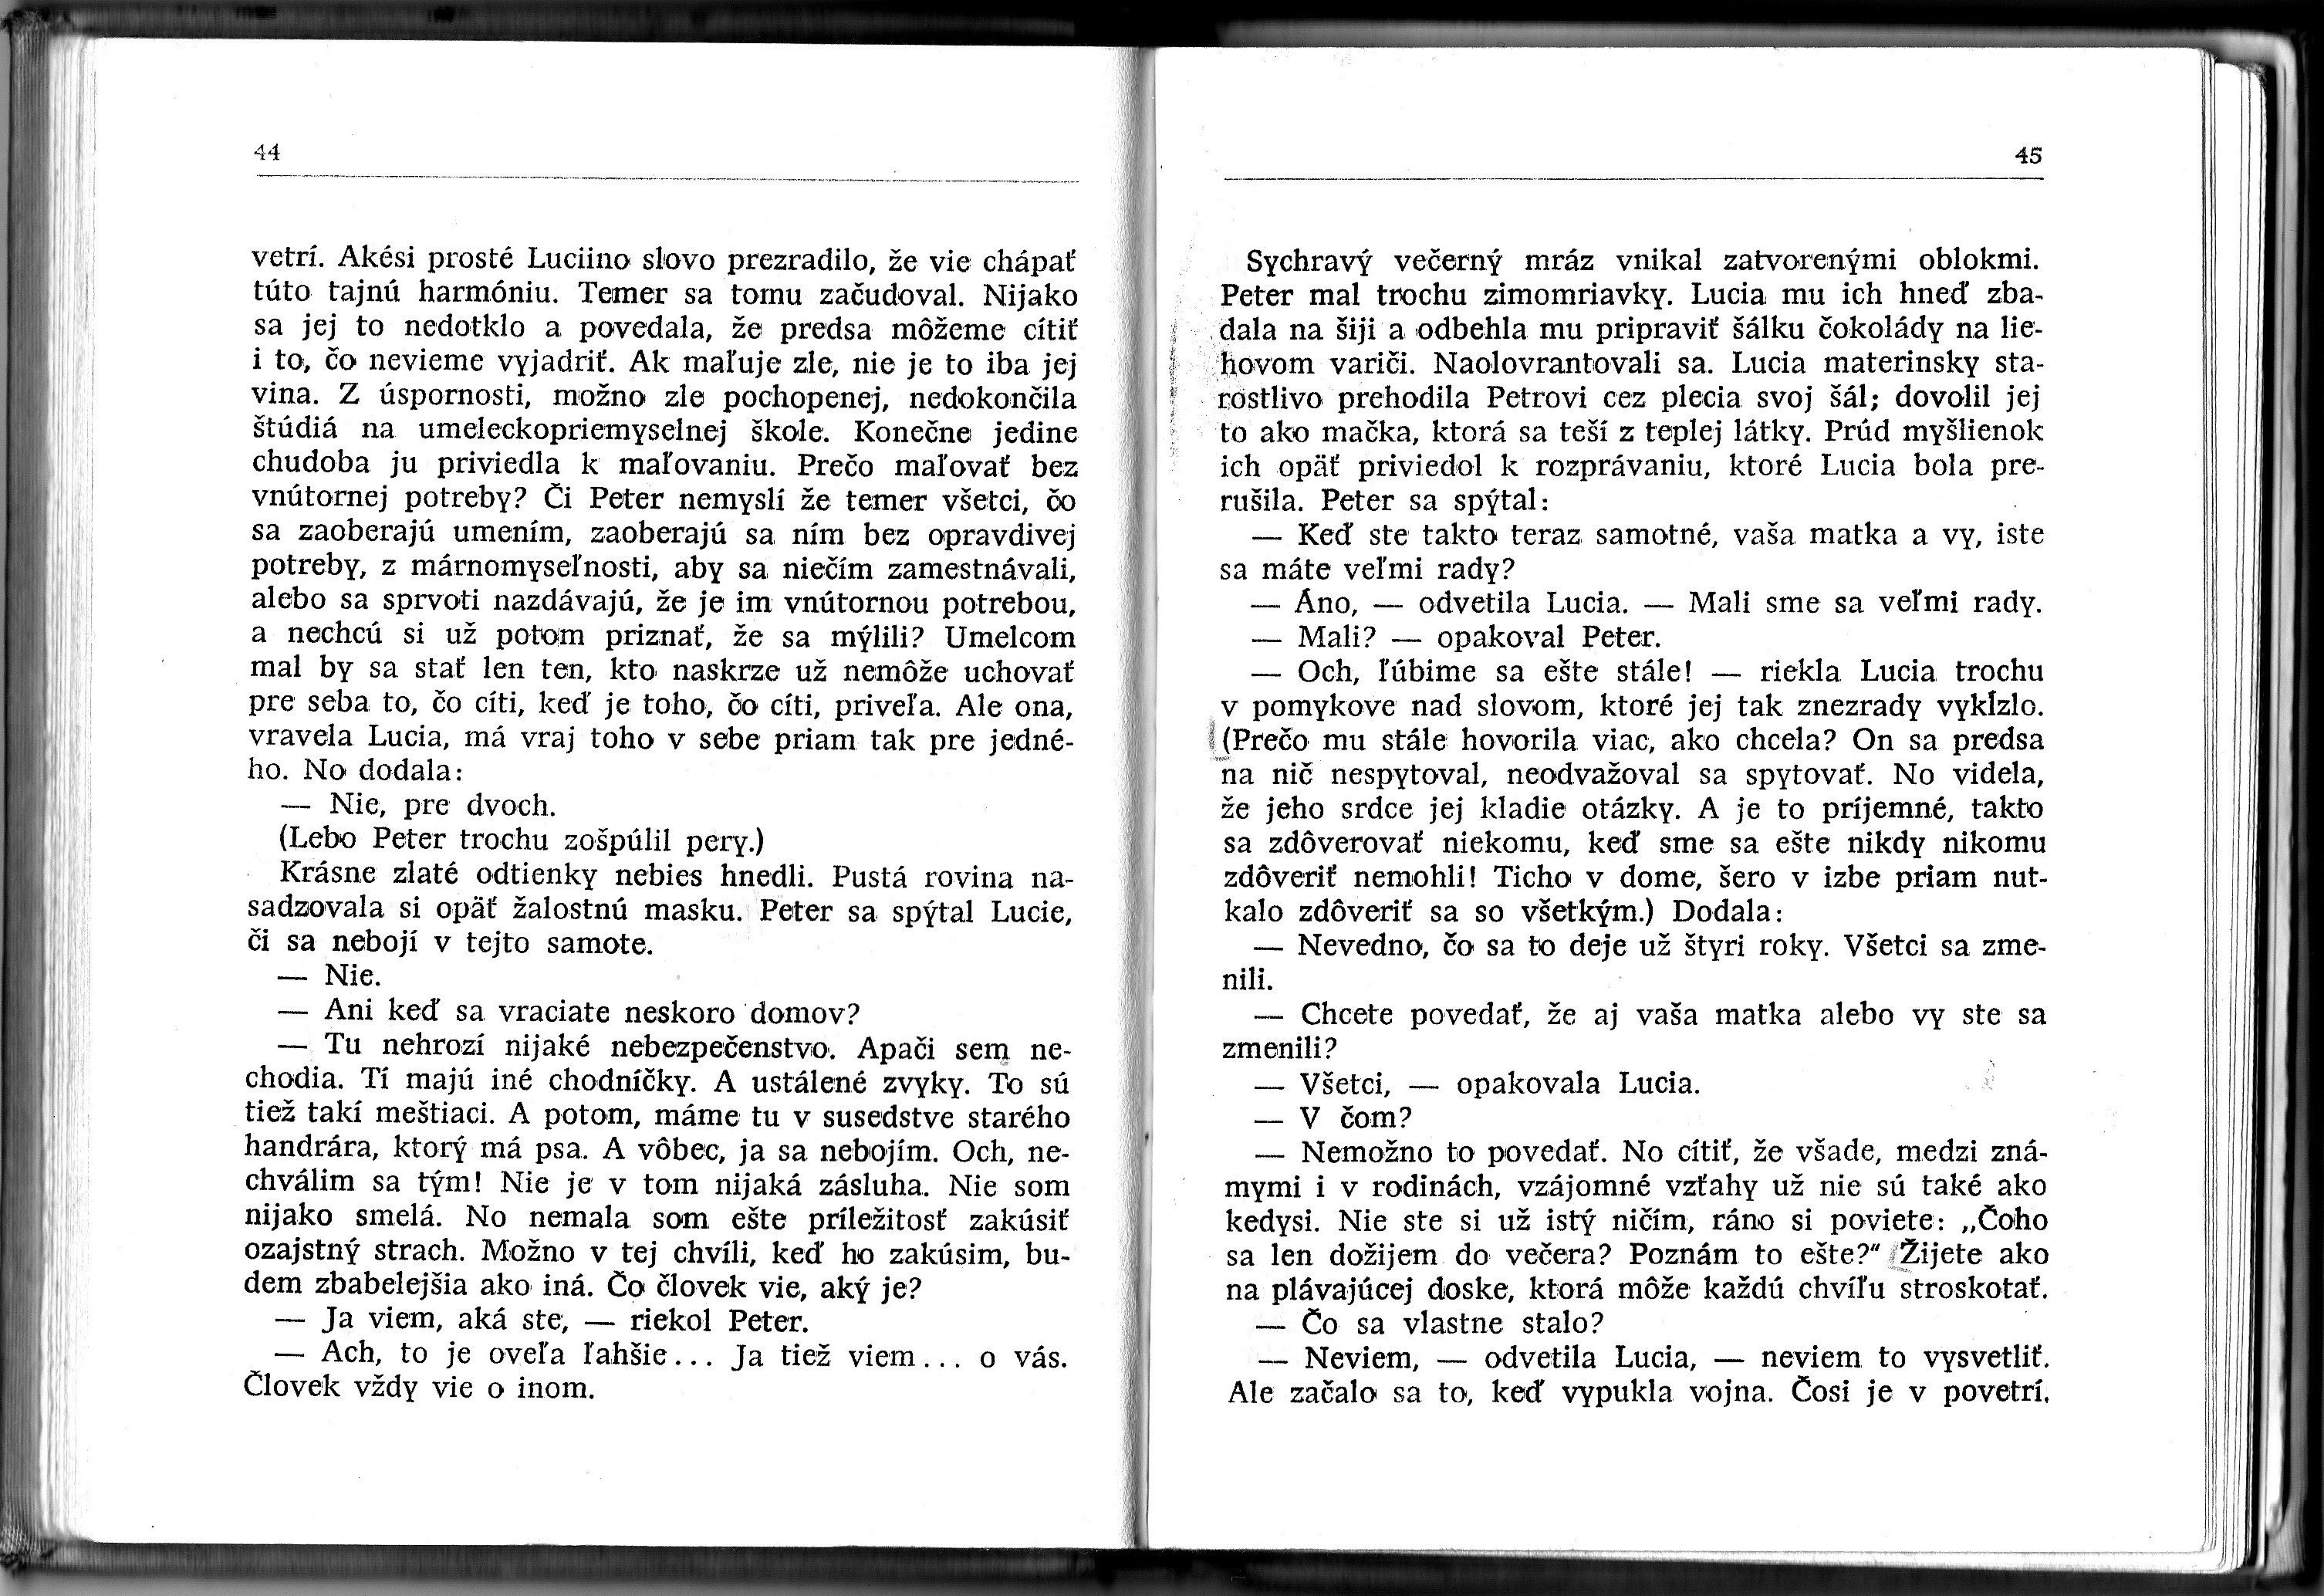 44
vetrí. Akési prosté Luciino slovo prezradilo, že vie chápať
túto tajnú harmóniu. Temer sa tomu začudoval. Nijako
sa jej to nedotklo a povedala, že predsa môžeme cítiť
i to, čo nevieme vyjadriť. Ak maľuje zle, nie je to iba jej
vina. Z úspornosti, možno zle pochopenej, nedokončila
štúdiá na umeleckopriemyselnej škole. Konečne jedine
chudoba ju priviedla k maľovaniu. Prečo maľovať bez
vnútornej potreby? Či Peter nemyslí že temer všetci, čo
sa zaoberajú umením, zaoberajú sa ním bez opravdivej
potreby, z márnomyseľnosti, aby sa niečím zamestnávali,
alebo sa sprvoti nazdávajú, že je im vnútornou potrebou,
a nechcú si už potom priznať, že sa mýlili? Umelcom
mal by sa stať len ten, kto naskrze už nemôže uchovať
pre seba to, čo cíti, keď je toho, čo cíti, priveľa. Ale ona,
vravela Lucia, má vraj toho v sebe priam tak pre jedné-
ho. No dodala:
— Nie, pre dvoch.
(Lebo Peter trochu zošpúlil pery.)
Krásne zlaté odtienky nebies hnedli. Pustá rovina na-
sadzovala si opäť žalostnú masku. Peter sa spýtal Lucie,
či sa nebojí v tejto samote.
— Nie.
— Ani keď sa vraciate neskoro domov?
— Tu nehrozí nijaké nebezpečenstvo. Apači sem ne-
chodia. Tí majú iné chodníčky. A ustálené zvyky. To sú
tiež takí meštiaci. A potom, máme tu v susedstve starého
handrára, ktorý má psa. A vôbec, ja sa nebojím. Och, ne-
chválim sa tým! Nie je v tom nijaká zásluha. Nie som
nijako smelá. No nemala som ešte príležitosť zakúsiť
ozajstný strach. Možno v tej chvíli, keď ho zakúsim, bu-
dem zbabelejšia ako iná. Čo človek vie, aký je?
— Ja viem, aká ste, — riekol Peter.
— Ach, to je oveľa ľahšie... Ja tiež viem... o vás.
Človek vždy vie o inom.
45
Sychravý večerný mráz vnikal zatvorenými oblokmi.
Peter mal trochu zimomriavky. Lucia mu ich hneď zba-
dala na šiji a odbehla mu pripraviť šálku čokolády na lie-
hovom variči. Naolovrantovali sa. Lucia materinsky sta-
rostlivo prehodila Petrovi cez plecia svoj šál; dovolil jej
to ako mačka, ktorá sa teší z teplej látky. Prúd myšlienok
ich opäť priviedol k rozprávaniu, ktoré Lucia bola pre-
rušila. Peter sa spýtal:
— Keď ste takto teraz samotné, vaša matka a vy, iste
sa máte veľmi rady?
— Áno, — odvetila Lucia. — Mali sme sa veľmi rady.
— Mali? — opakoval Peter.
— Och, ľúbime sa ešte stále! — riekla Lucia trochu
v pomykove nad slovom, ktoré jej tak znezrady vykĺzlo.
(Prečo mu stále hovorila viac, ako chcela? On sa predsa
na nič nespytoval, neodvažoval sa spytovať. No videla,
že jeho srdce jej kladie otázky. A je to príjemné, takto
sa zdôverovať niekomu, keď sme sa ešte nikdy nikomu
zdôveriť nemohli! Ticho v dome, šero v izbe priam nut-
kalo zdôveriť sa so všetkým.) Dodala:
— Nevedno, čo sa to deje už štyri roky. Všetci sa zme-
nili.
— Chcete povedať, že aj vaša matka alebo vy ste sa
zmenili?
— Všetci, — opakovala Lucia.
— V čom?
— Nemožno to povedať. No cítiť, že všade, medzi zná-
mymi i v rodinách, vzájomné vzťahy už nie sú také ako
kedysi. Nie ste si už istý ničím, ráno si poviete: „Čoho
sa len dožijem do večera? Poznám to ešte?" Žijete ako
na plávajúcej doske, ktorá môže každú chvíľu stroskotať.
— Čo sa vlastne stalo?
— Neviem, — odvetila Lucia, — neviem to vysvetliť.
Ale začalo sa to, keď vypukla vojna. Čosi je v povetrí,